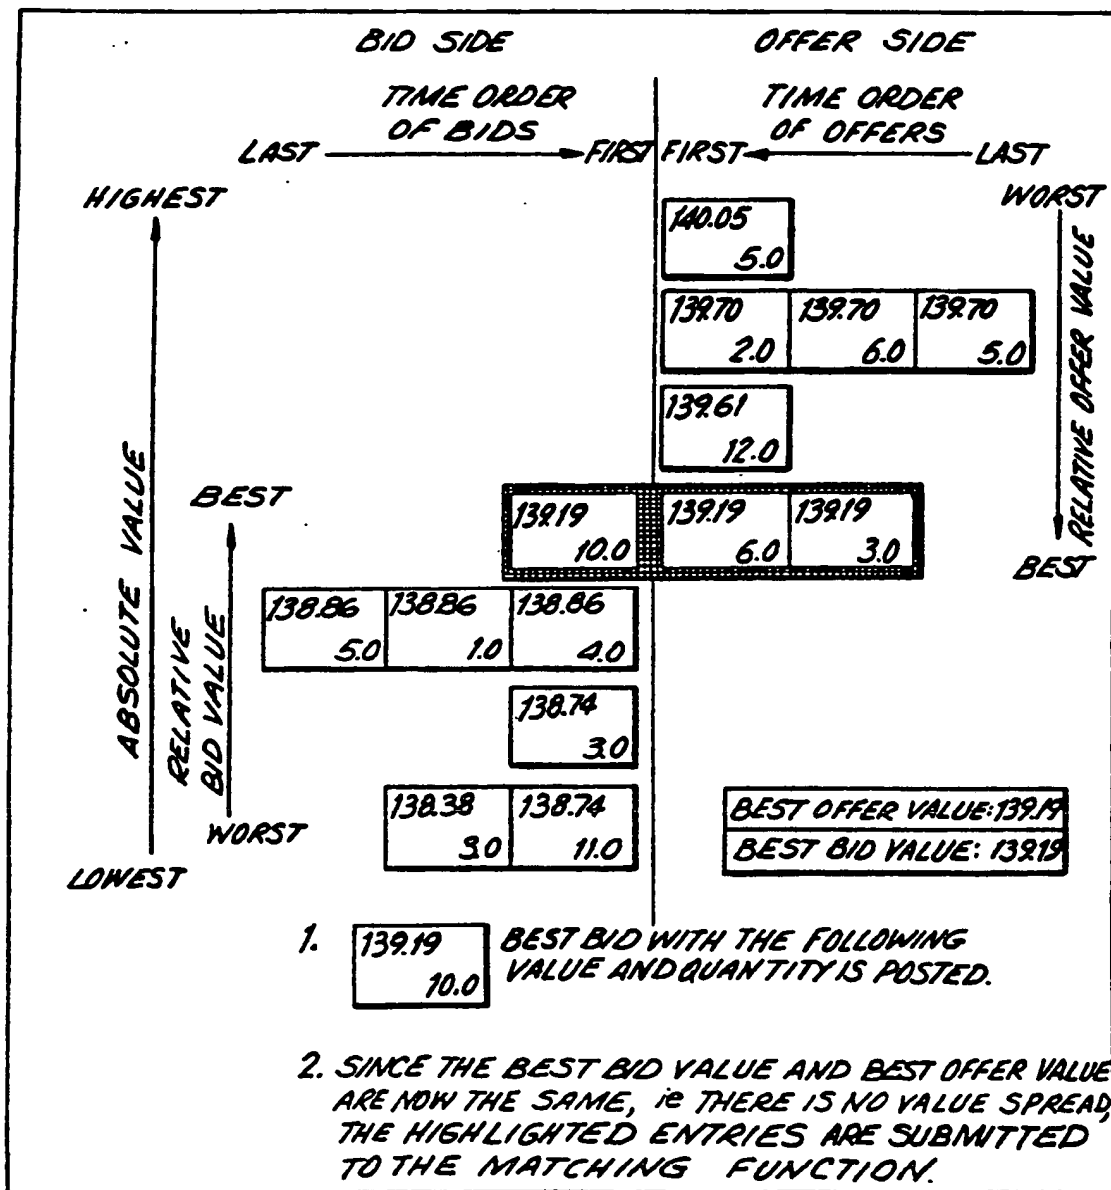 BID SIDE
OFFER SIDE
TIME ORDER
OF BIDS
TIME ORDER
OF OFFERS
LAST
FIRST
FIRST
LAST
HIGHEST
WORST
140.05
5.0
RELATIVE OFFER VALUE
139.70 139.70 139.70
2.0 6.0 5.0
139.61
12.0
ABSOLUTE VALUE
BEST
139.19 139.19 139.19
10.0 6.0 3.0
BEST
138.86 138.86 138.86
5.0 1.0 4.0
RELATIVE
BID VALUE
138.74
3.0
138.38 138.74
3.0 11.0
WORST
LOWEST
BEST OFFER VALUE: 139.19
BEST BID VALUE: 139.19
1.
139.19
10.0
BEST BID WITH THE FOLLOWING
VALUE AND QUANTITY IS POSTED.
2. SINCE THE BEST BID VALUE AND BEST OFFER VALUE
ARE NOW THE SAME, ie THERE IS NO VALUE SPREAD,
THE HIGHLIGHTED ENTRIES ARE SUBMITTED
TO THE MATCHING FUNCTION.